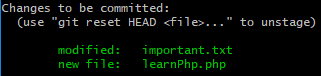 Changes to be committed:
(use "git reset HEAD <file>..." to unstage)
modified: important.txt
new file: learnPhp.php